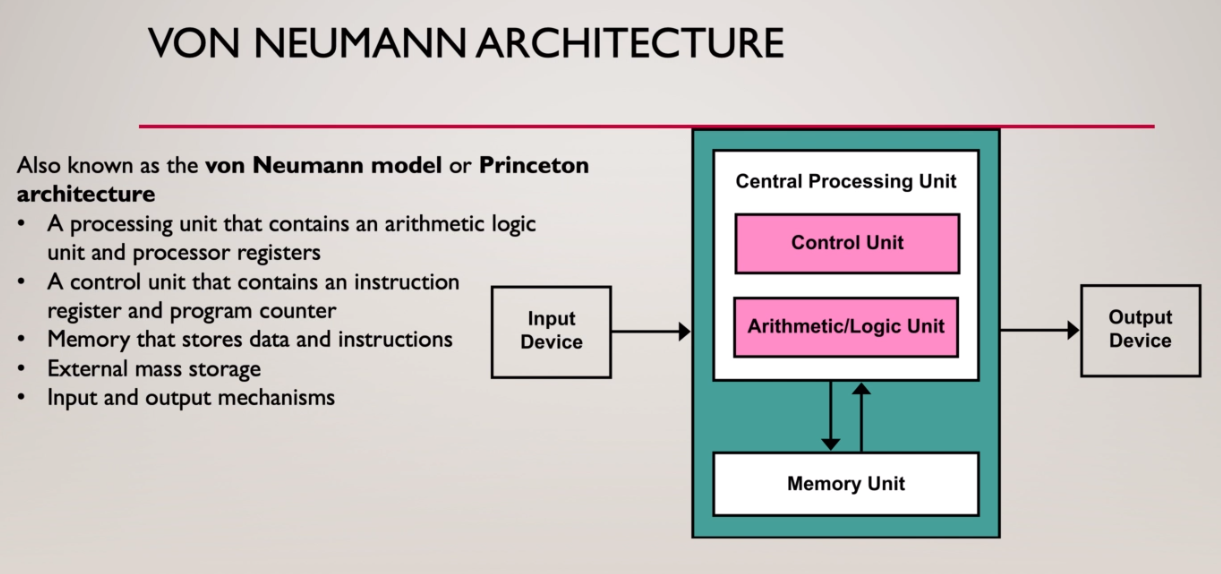 VON NEUMANN ARCHITECTURE
Also known as the von Neumann model or Princeton
architecture
• A processing unit that contains an arithmetic logic
unit and processor registers
• A control unit that contains an instruction
register and program counter
• Memory that stores data and instructions
• External mass storage
• Input and output mechanisms
Input
Device
Central Processing Unit
Control Unit
Arithmetic/Logic Unit
Memory Unit
Output
Device